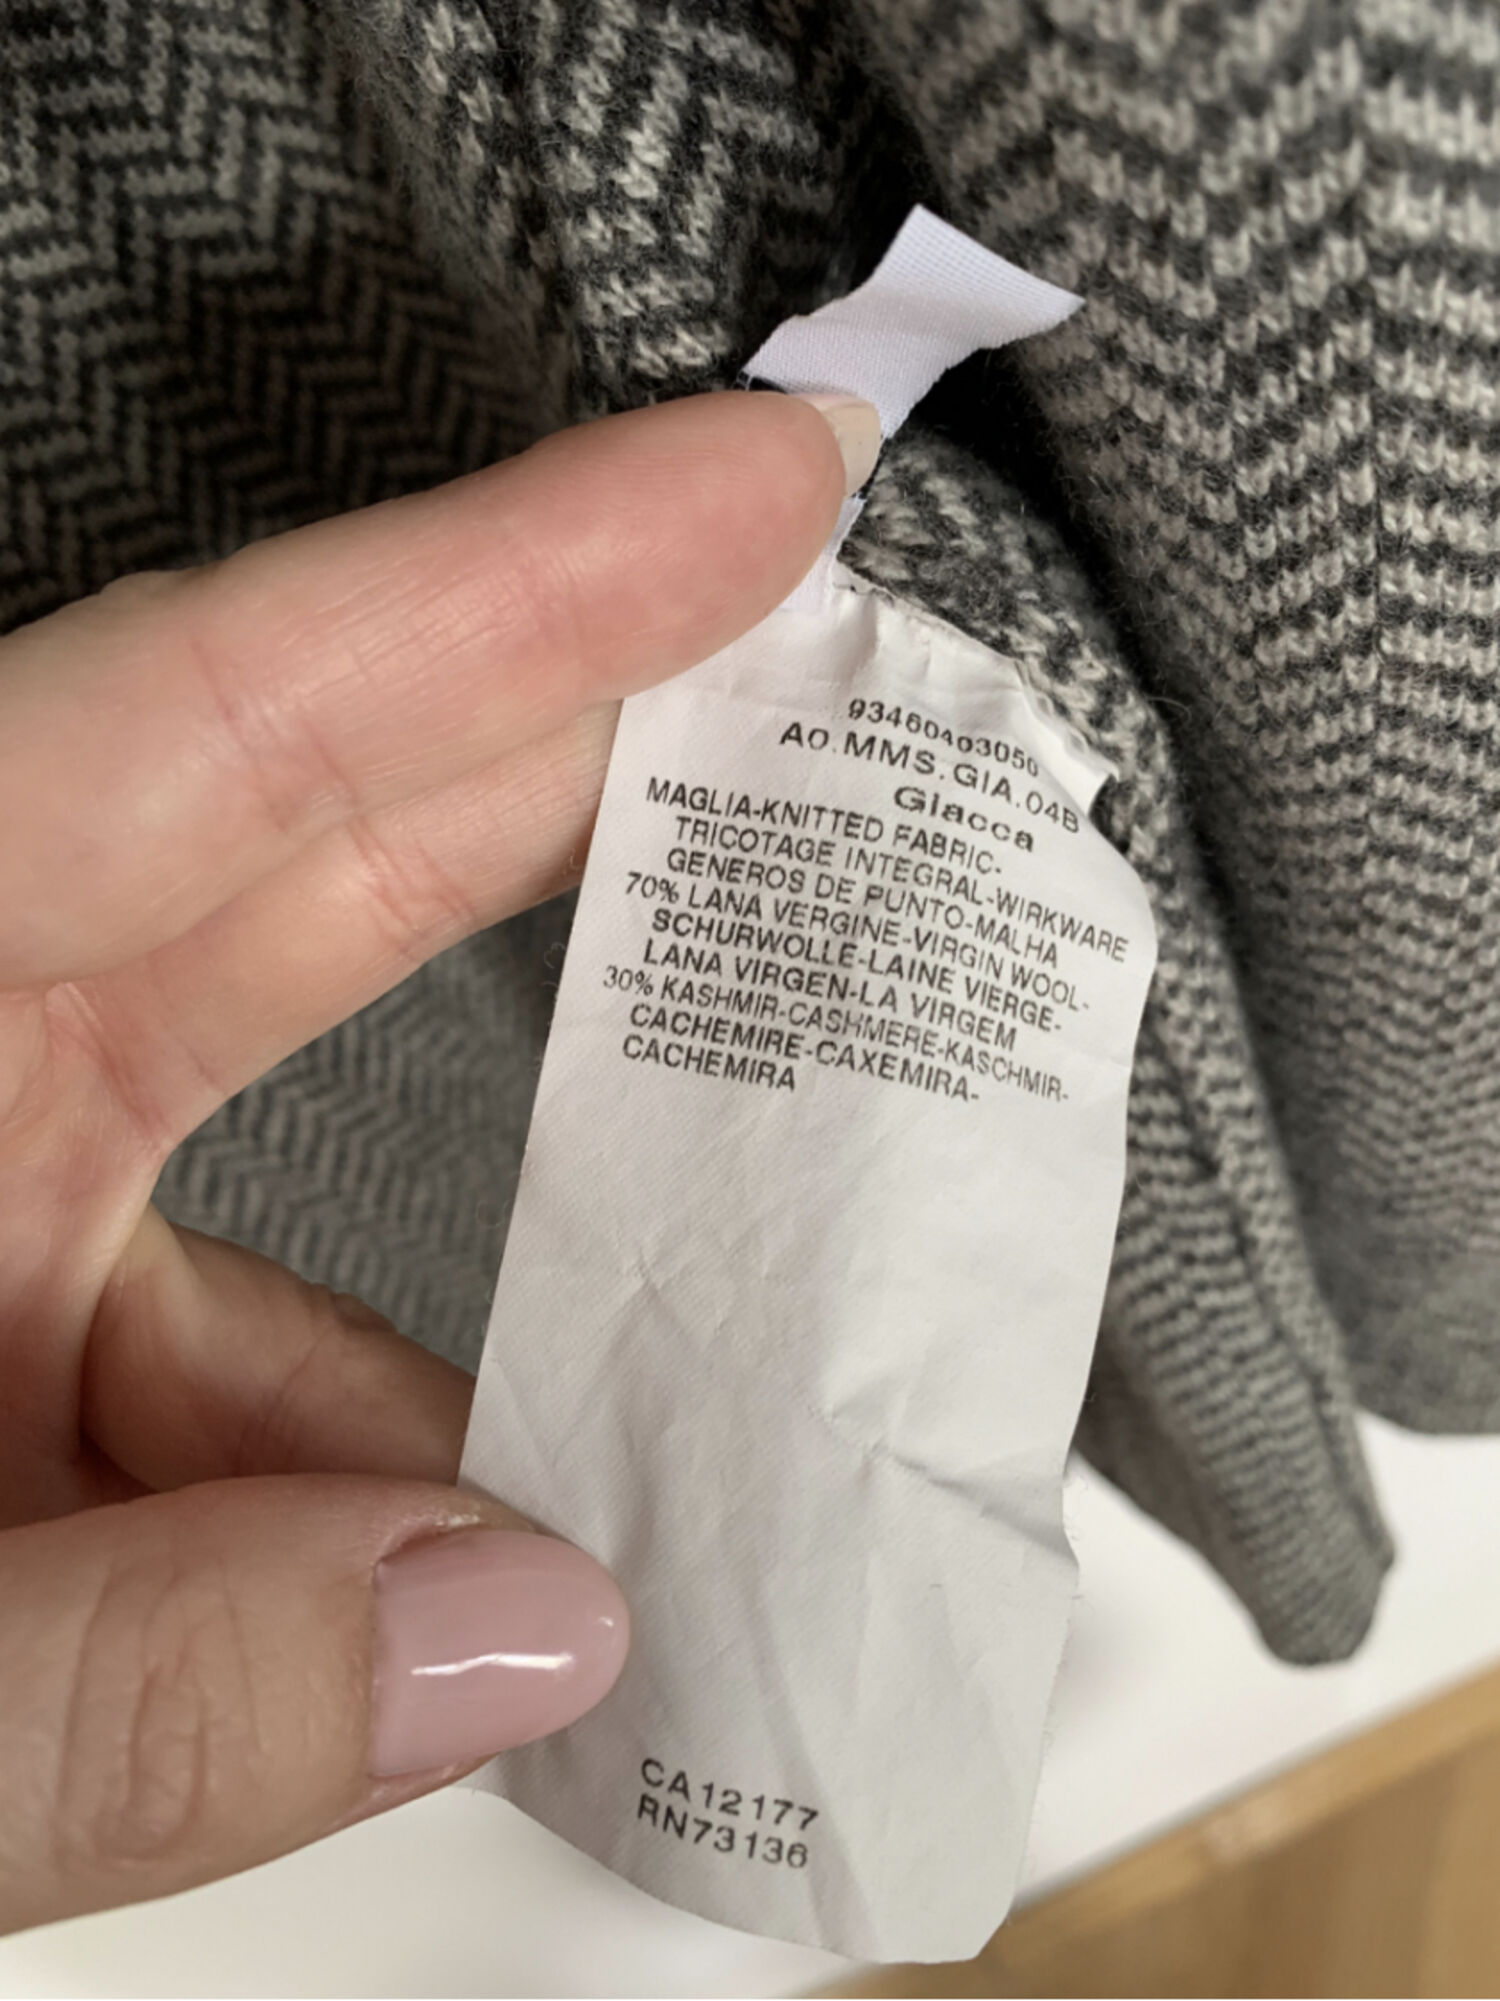 93460403050
A0.MMS.GIA.04B
Giacca
MAGLIA-KNITTED FABRIC-
TRICOTAGE INTEGRAL-WIRKWARE
GENEROS DE PUNTO-MALHA
70% LANA VERGINE-VIRGIN WOOL-
SCHURWOLLE-LAINE VIERGE-
LANA VIRGEN-LA VIRGEM
30% KASHMIR-CASHMERE-KASCHMIR-
CACHEMIRE-CAXEMIRA-
CACHEMIRA
CA12177
RN73136